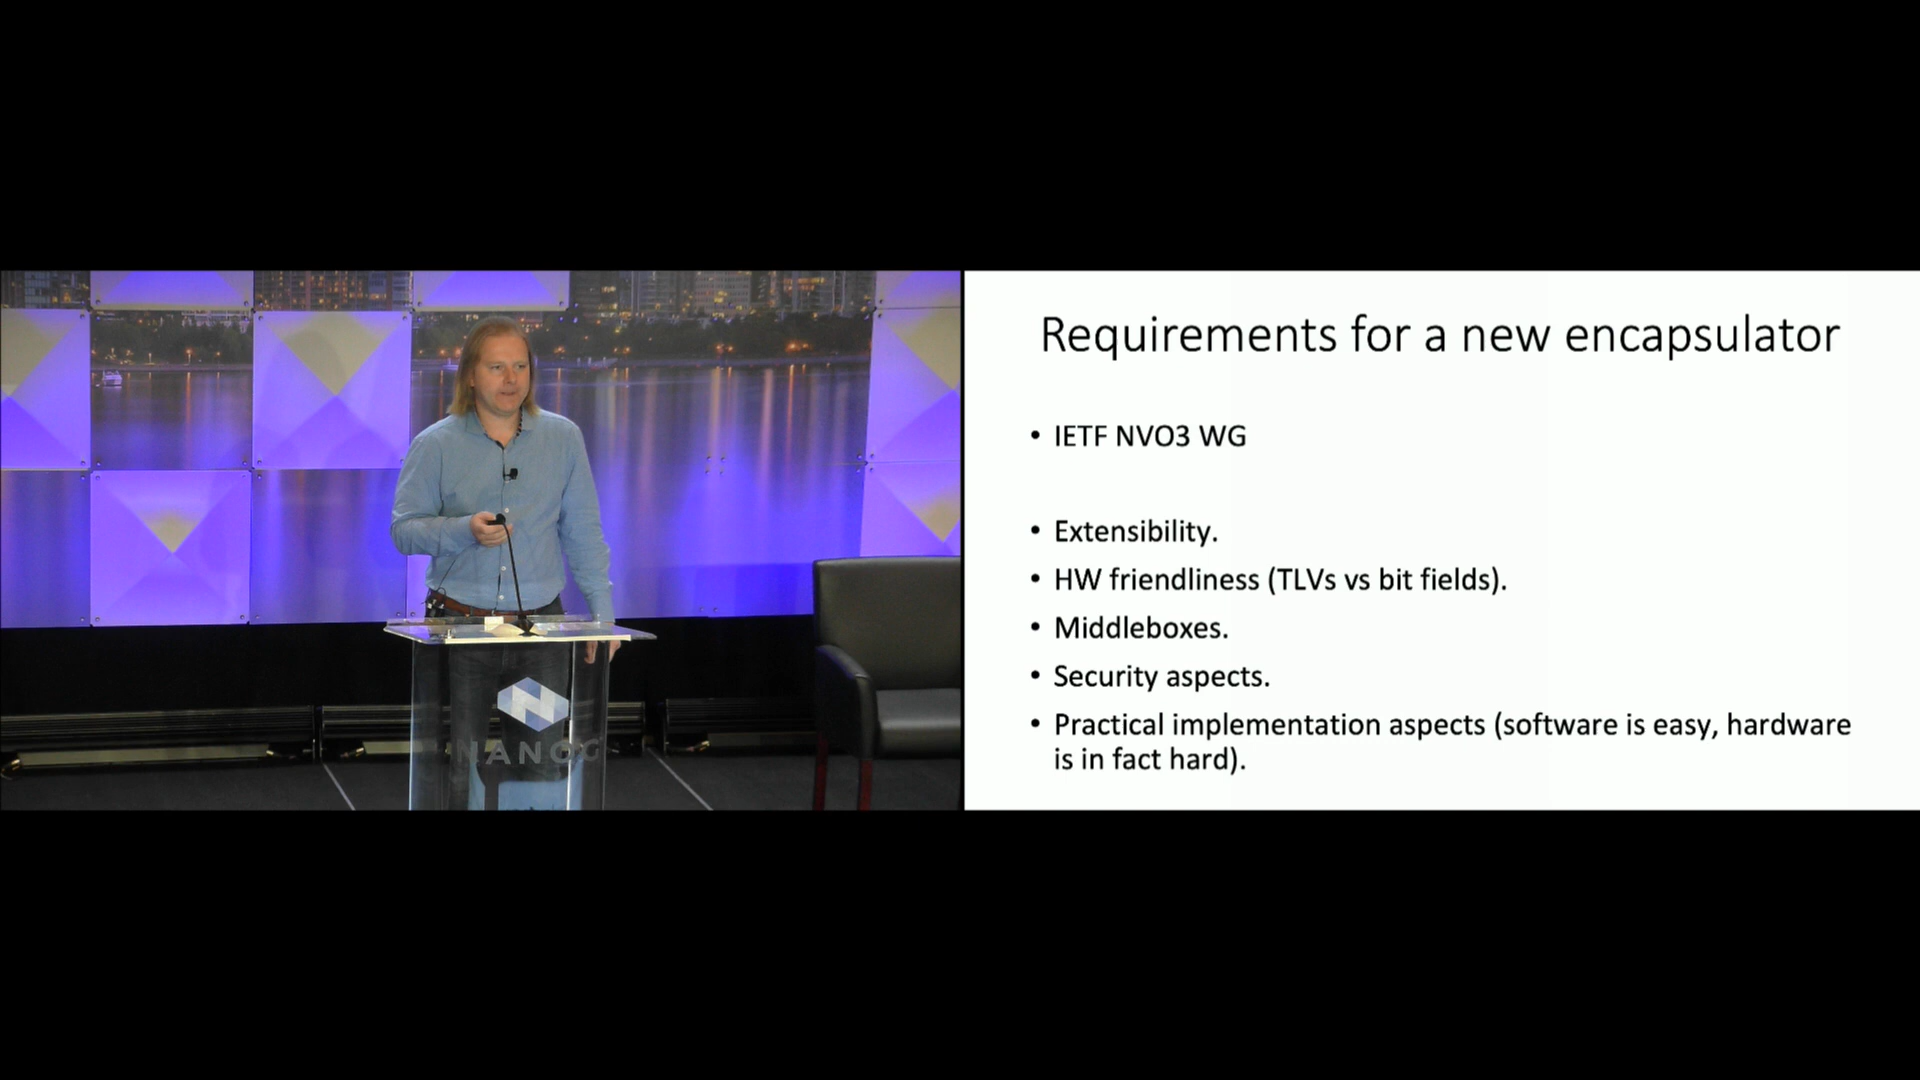 Requirements for a new encapsulator
• IETF NVO3 WG
• Extensibility.
• HW friendliness (TLVs vs bit fields).
• Middleboxes.
• Security aspects.
• Practical implementation aspects (software is easy, hardware
is in fact hard).
NANOG